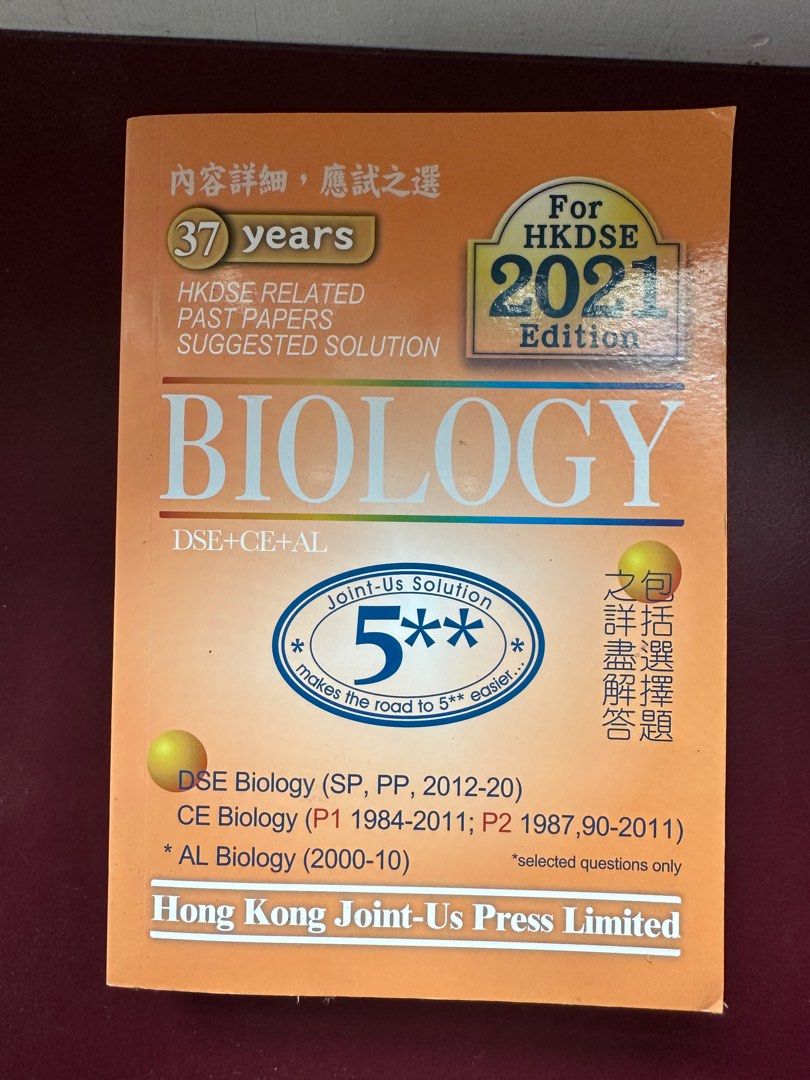 內容詳細，應試之選
37 years
HKDSE RELATED
PAST PAPERS
SUGGESTED SOLUTION
For
HKDSE
2021
Edition
BIOLOGY
DSE+CE+AL
Joint-Us Solution
* 5** *
makes the road to 5** easier...
包括選擇題
之詳盡解答
DSE Biology (SP, PP, 2012-20)
CE Biology (P1 1984-2011; P2 1987,90-2011)
* AL Biology (2000-10)
*selected questions only
Hong Kong Joint-Us Press Limited